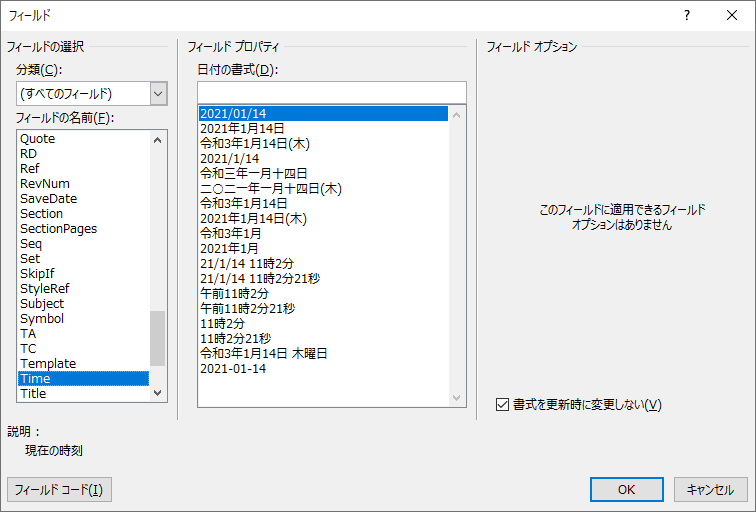 フィールド
?
フィールドの選択
分類(C):
(すべてのフィールド)
フィールドの名前(F):
Quote
RD
Ref
RevNum
SaveDate
Section
SectionPages
Seq
Set
SkipIf
StyleRef
Subject
Symbol
TA
TC
Template
Time
Title
フィールド プロパティ
日付の書式(D):
2021/01/14
2021年1月14日
令和3年1月14日(木)
2021/1/14
令和三年一月十四日
二〇二一年一月十四日(木)
令和3年1月14日
2021年1月14日(木)
令和3年1月
2021年1月
21/1/14 11時2分
21/1/14 11時2分21秒
午前11時2分
午前11時2分21秒
11時2分
11時2分21秒
令和3年1月14日 木曜日
2021-01-14
フィールド オプション
このフィールドに適用できるフィールド
オプションはありません
書式を更新時に変更しない(V)
説明：
現在の時刻
フィールド コード(I)
OK
キャンセル